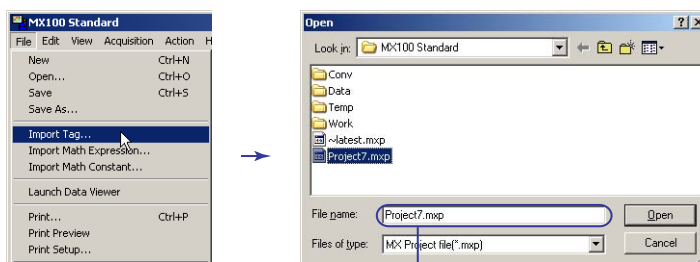 MX100 Standard
File Edit View Acquisition Action H
New Ctrl+N
Open... Ctrl+O
Save Ctrl+S
Save As...
Import Tag...
Import Math Expression...
Import Math Constant...
Launch Data Viewer
Print... Ctrl+P
Print Preview
Print Setup...
Open
Look in: MX100 Standard
Conv
Data
Temp
Work
~latest.mxp
Project7.mxp
File name: Project7.mxp Open
Files of type: MX Project file(*.mxp) Cancel